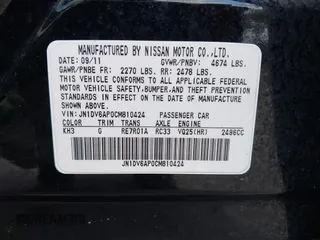 MANUFACTURED BY NISSAN MOTOR CO.,LTD.
DATE: 09/11 GVWR/PNBV: 4674 LBS.
GAWR/PNBE FR: 2270 LBS. RR: 2478 LBS.
THIS VEHICLE CONFORMS TO ALL APPLICABLE FEDERAL
MOTOR VEHICLE SAFETY,BUMPER,AND THEFT
PREVENTION STANDARDS IN EFFECT ON THE DATE OF
MANUFACTURE SHOWN ABOVE.
VIN: JN1DV6AP0CM810424 PASSENGER CAR
COLOR TRIM TRANS AXLE ENGINE
KH3 G RE7R01A RC33 VQ25(HR) 2496CC
JN1DV6AP0CM810424